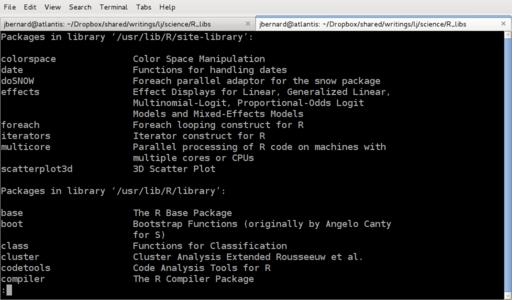 File Edit View Search Terminal Tabs Help
jbernard@atlantis: ~/Dropbox/shared/writings/lj/science/R_libs × jbernard@atlantis: ~/Dropbox/shared/writings/lj/science/R_libs ×
Packages in library ‘/usr/lib/R/site-library’:
colorspace Color Space Manipulation
date Functions for handling dates
doSNOW Foreach parallel adaptor for the snow package
effects Effect Displays for Linear, Generalized Linear,
Multinomial-Logit, Proportional-Odds Logit
Models and Mixed-Effects Models
foreach Foreach looping construct for R
iterators Iterator construct for R
multicore Parallel processing of R code on machines with
multiple cores or CPUs
scatterplot3d 3D Scatter Plot
Packages in library ‘/usr/lib/R/library’:
base The R Base Package
boot Bootstrap Functions (originally by Angelo Canty
for S)
class Functions for Classification
cluster Cluster Analysis Extended Rousseeuw et al.
codetools Code Analysis Tools for R
compiler The R Compiler Package
: